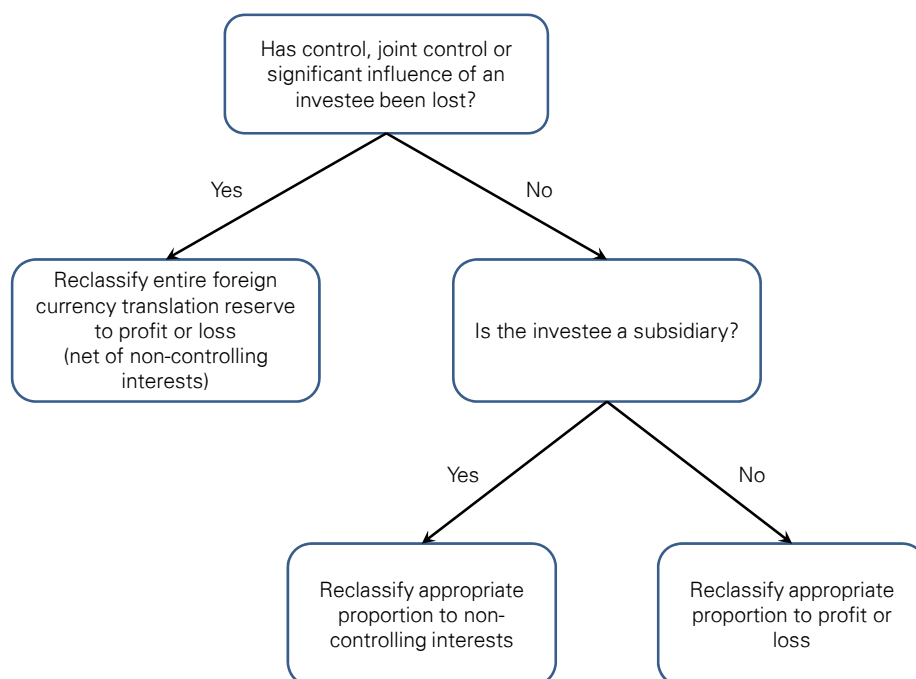 Has control, joint control or
significant influence of an
investee been lost?
Yes
No
Reclassify entire foreign
currency translation reserve
to profit or loss
(net of non-controlling
interests)
Is the investee a subsidiary?
Yes
No
Reclassify appropriate
proportion to non-
controlling interests
Reclassify appropriate
proportion to profit or
loss